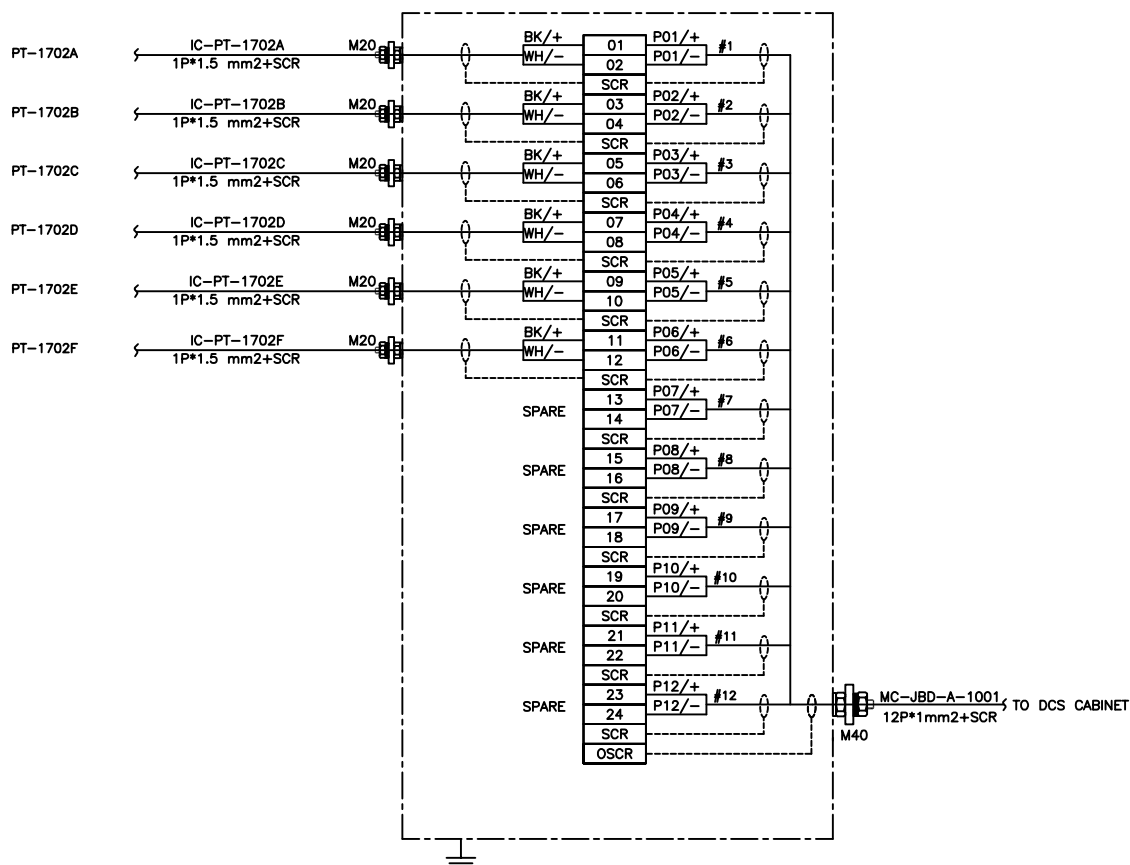 PT-1702A IC-PT-1702A M20 BK/+ 01 P01/+ #1
1P*1.5 mm2+SCR WH/- 02 P01/-
SCR
PT-1702B IC-PT-1702B M20 BK/+ 03 P02/+ #2
1P*1.5 mm2+SCR WH/- 04 P02/-
SCR
PT-1702C IC-PT-1702C M20 BK/+ 05 P03/+ #3
1P*1.5 mm2+SCR WH/- 06 P03/-
SCR
PT-1702D IC-PT-1702D M20 BK/+ 07 P04/+ #4
1P*1.5 mm2+SCR WH/- 08 P04/-
SCR
PT-1702E IC-PT-1702E M20 BK/+ 09 P05/+ #5
1P*1.5 mm2+SCR WH/- 10 P05/-
SCR
PT-1702F IC-PT-1702F M20 BK/+ 11 P06/+ #6
1P*1.5 mm2+SCR WH/- 12 P06/-
SCR
SPARE 13 P07/+ #7
14 P07/-
SCR
SPARE 15 P08/+ #8
16 P08/-
SCR
SPARE 17 P09/+ #9
18 P09/-
SCR
SPARE 19 P10/+ #10
20 P10/-
SCR
SPARE 21 P11/+ #11
22 P11/-
SCR
SPARE 23 P12/+ #12 MC-JBD-A-1001 TO DCS CABINET
24 P12/- 12P*1mm2+SCR
SCR M40
OSCR